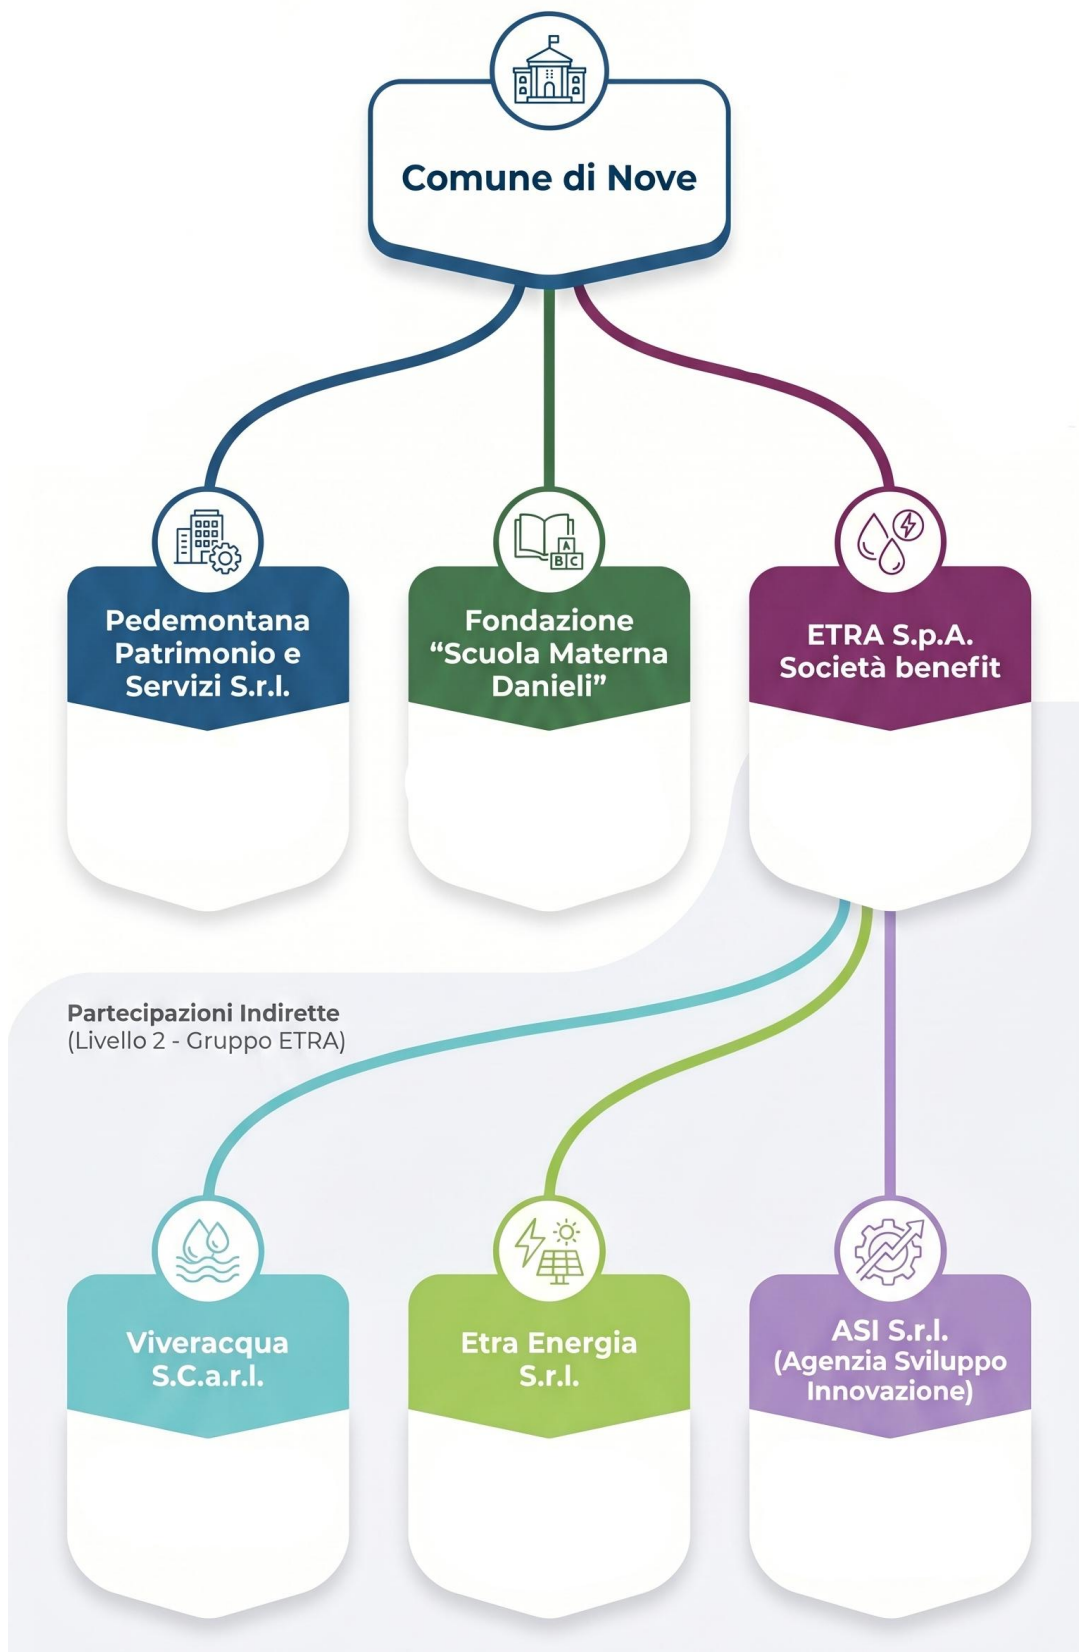 Comune di Nove
Pedemontana
Patrimonio e
Servizi S.r.l.
Fondazione
“Scuola Materna
Danieli”
A
B C
ETRA S.p.A.
Società benefit
Partecipazioni Indirette
(Livello 2 - Gruppo ETRA)
Viveracqua
S.C.a.r.l.
Etra Energia
S.r.l.
ASI S.r.l.
(Agenzia Sviluppo
Innovazione)